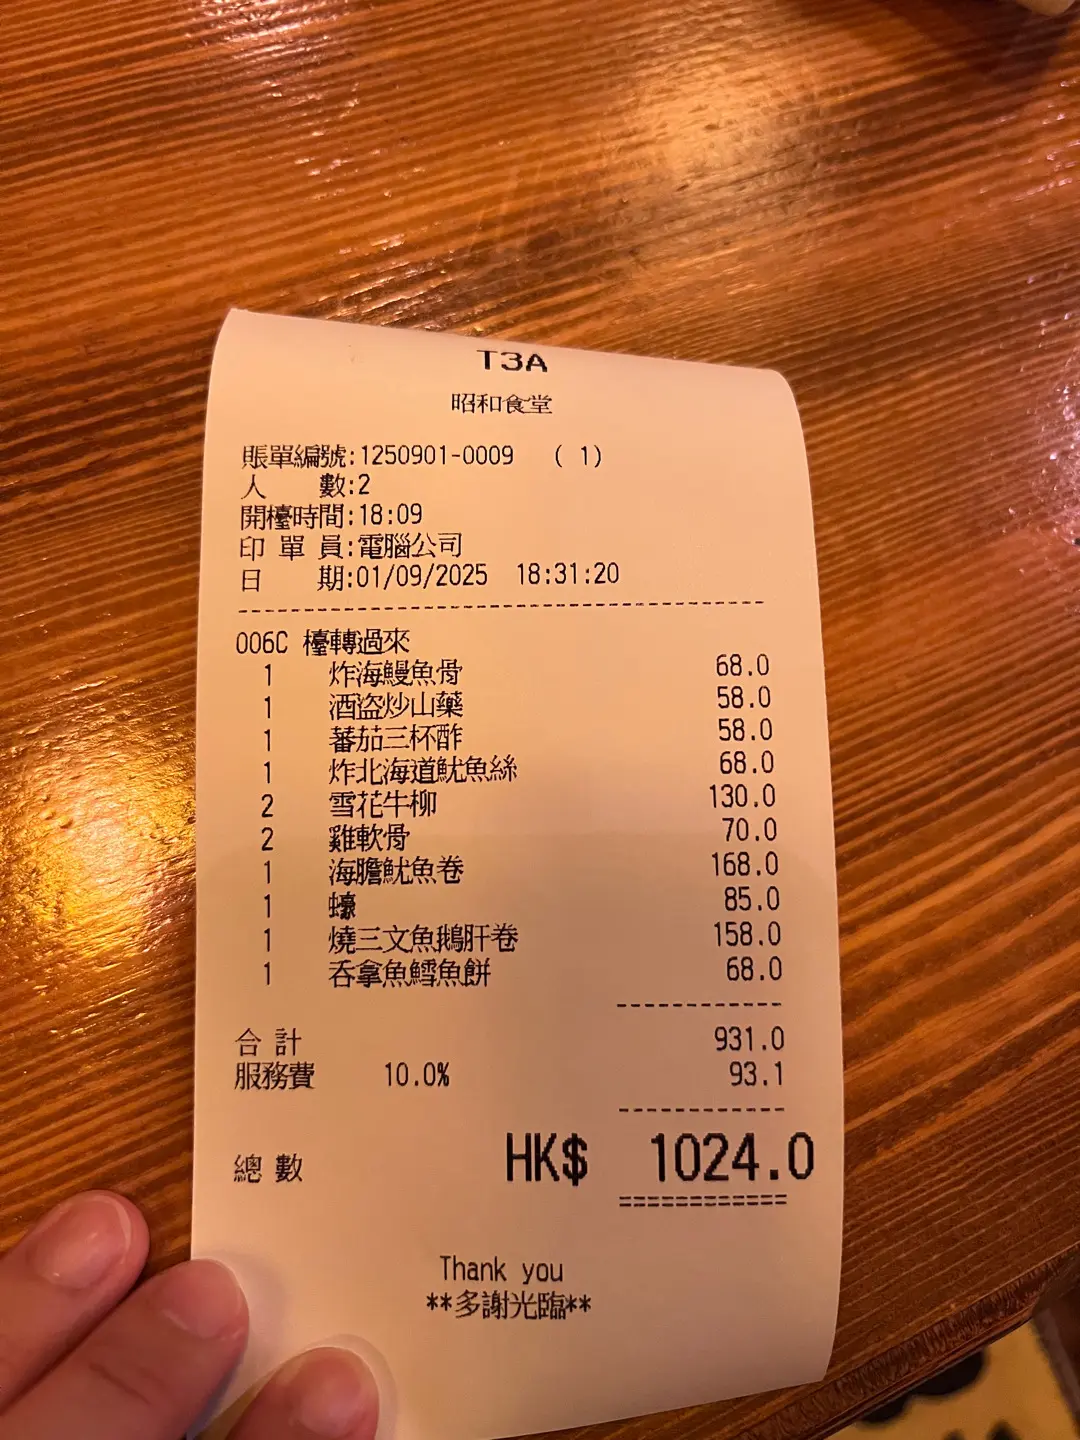 T3A
昭和食堂
賬單編號:1250901-0009 ( 1)
人 數:2
開檯時間:18:09
印 單 員:電腦公司
日 期:01/09/2025 18:31:20
006C 檯轉過來
1 炸海鰻魚骨 68.0
1 酒盜炒山藥 58.0
1 蕃茄三杯酢 58.0
1 炸北海道魷魚絲 68.0
2 雪花牛柳 130.0
2 雞軟骨 70.0
1 海膽魷魚卷 168.0
1 蠔 85.0
1 燒三文魚鵝肝卷 158.0
1 吞拿魚鱈魚餅 68.0
合 計 931.0
服務費 10.0% 93.1
總 數 HK$ 1024.0
Thank you
**多謝光臨**